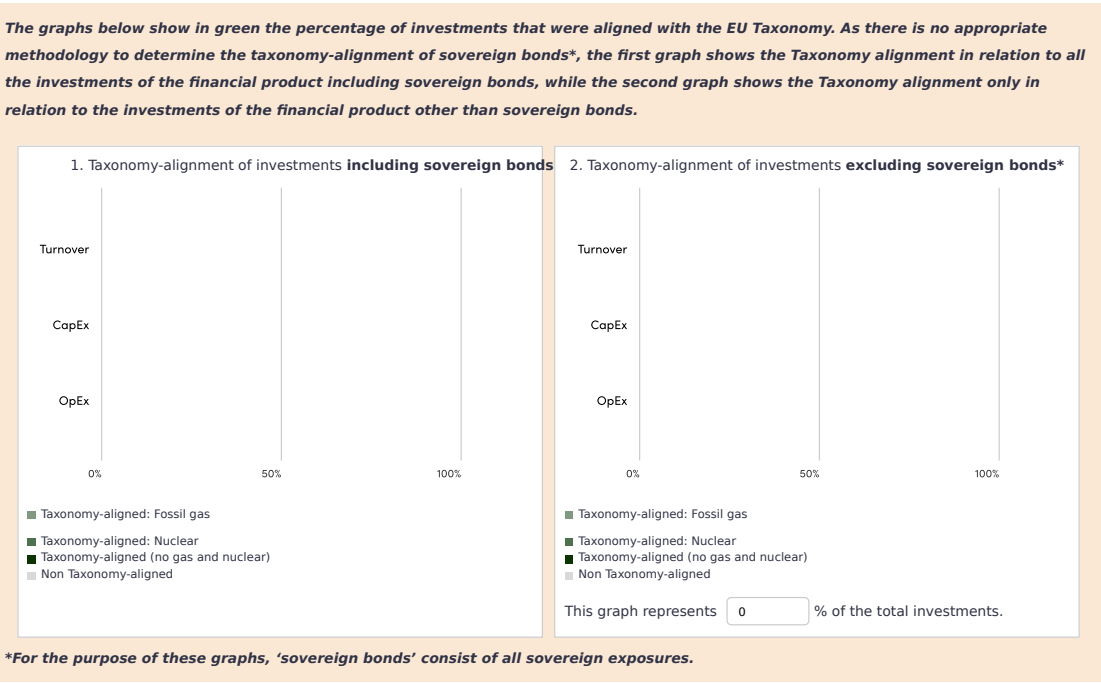 The graphs below show in green the percentage of investments that were aligned with the EU Taxonomy. As there is no appropriate
methodology to determine the taxonomy-alignment of sovereign bonds*, the first graph shows the Taxonomy alignment in relation to all
the investments of the financial product including sovereign bonds, while the second graph shows the Taxonomy alignment only in
relation to the investments of the financial product other than sovereign bonds.
1. Taxonomy-alignment of investments including sovereign bonds
Turnover
CapEx
OpEx
0% 50% 100%
Taxonomy-aligned: Fossil gas
Taxonomy-aligned: Nuclear
Taxonomy-aligned (no gas and nuclear)
Non Taxonomy-aligned
2. Taxonomy-alignment of investments excluding sovereign bonds*
Turnover
CapEx
OpEx
0% 50% 100%
Taxonomy-aligned: Fossil gas
Taxonomy-aligned: Nuclear
Taxonomy-aligned (no gas and nuclear)
Non Taxonomy-aligned
This graph represents 0 % of the total investments.
*For the purpose of these graphs, ‘sovereign bonds’ consist of all sovereign exposures.